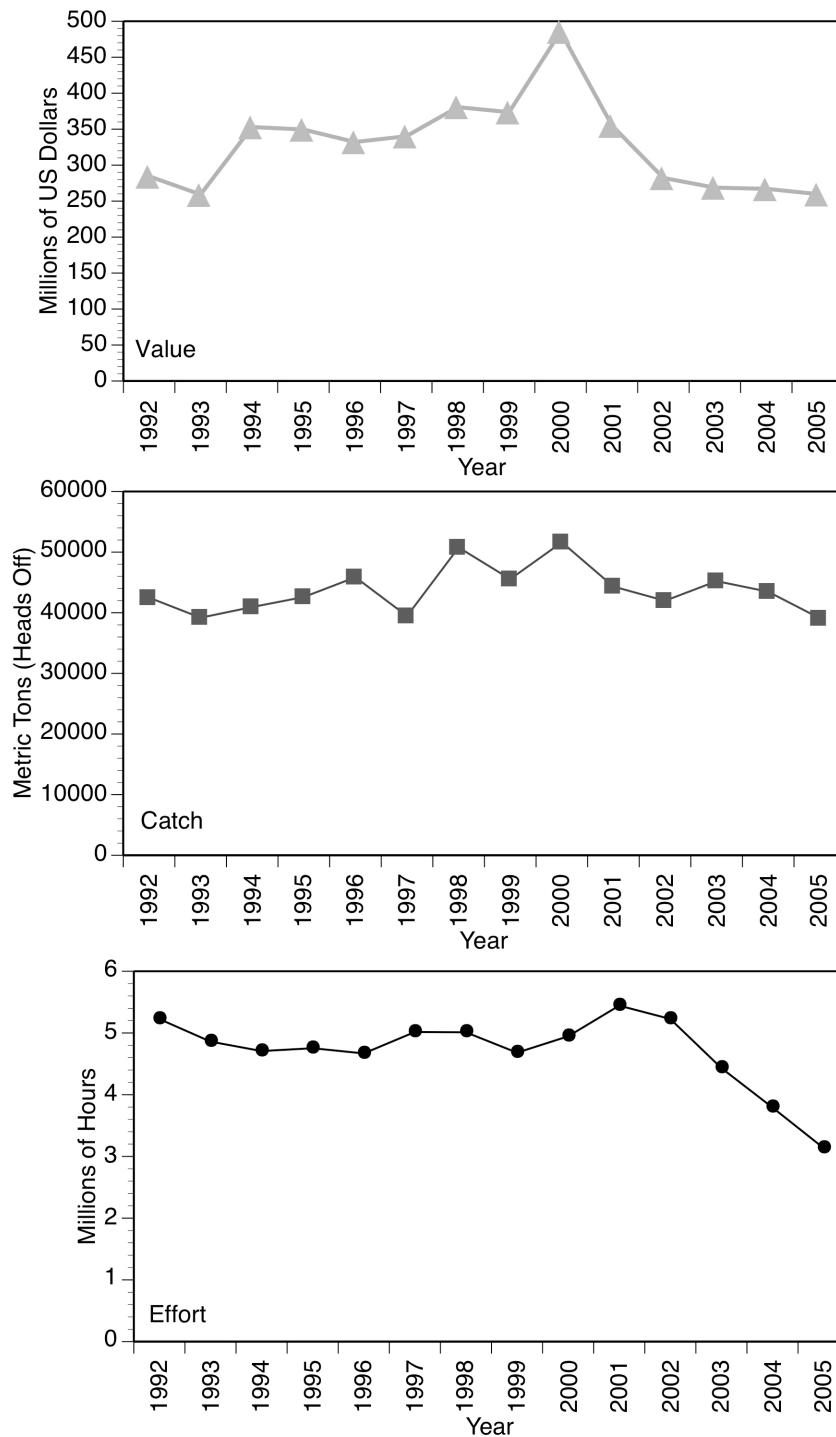 500
450
400
350
300
250
200
150
100
50
0
Millions of US Dollars
Value
1992 1993 1994 1995 1996 1997 1998 1999 2000 2001 2002 2003 2004 2005
Year
60000
50000
40000
30000
20000
10000
0
Metric Tons (Heads Off)
Catch
1992 1993 1994 1995 1996 1997 1998 1999 2000 2001 2002 2003 2004 2005
Year
6
5
4
3
2
1
0
Millions of Hours
Effort
1992 1993 1994 1995 1996 1997 1998 1999 2000 2001 2002 2003 2004 2005
Year